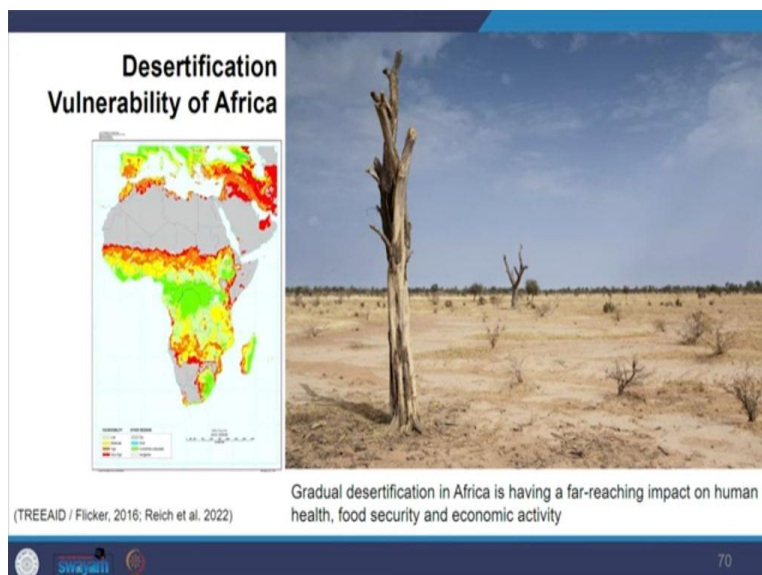 Desertification
Vulnerability of Africa
Gradual desertification in Africa is having a far-reaching impact on human
health, food security and economic activity
(TREEAID / Flicker, 2016; Reich et al. 2022)
swayam
70